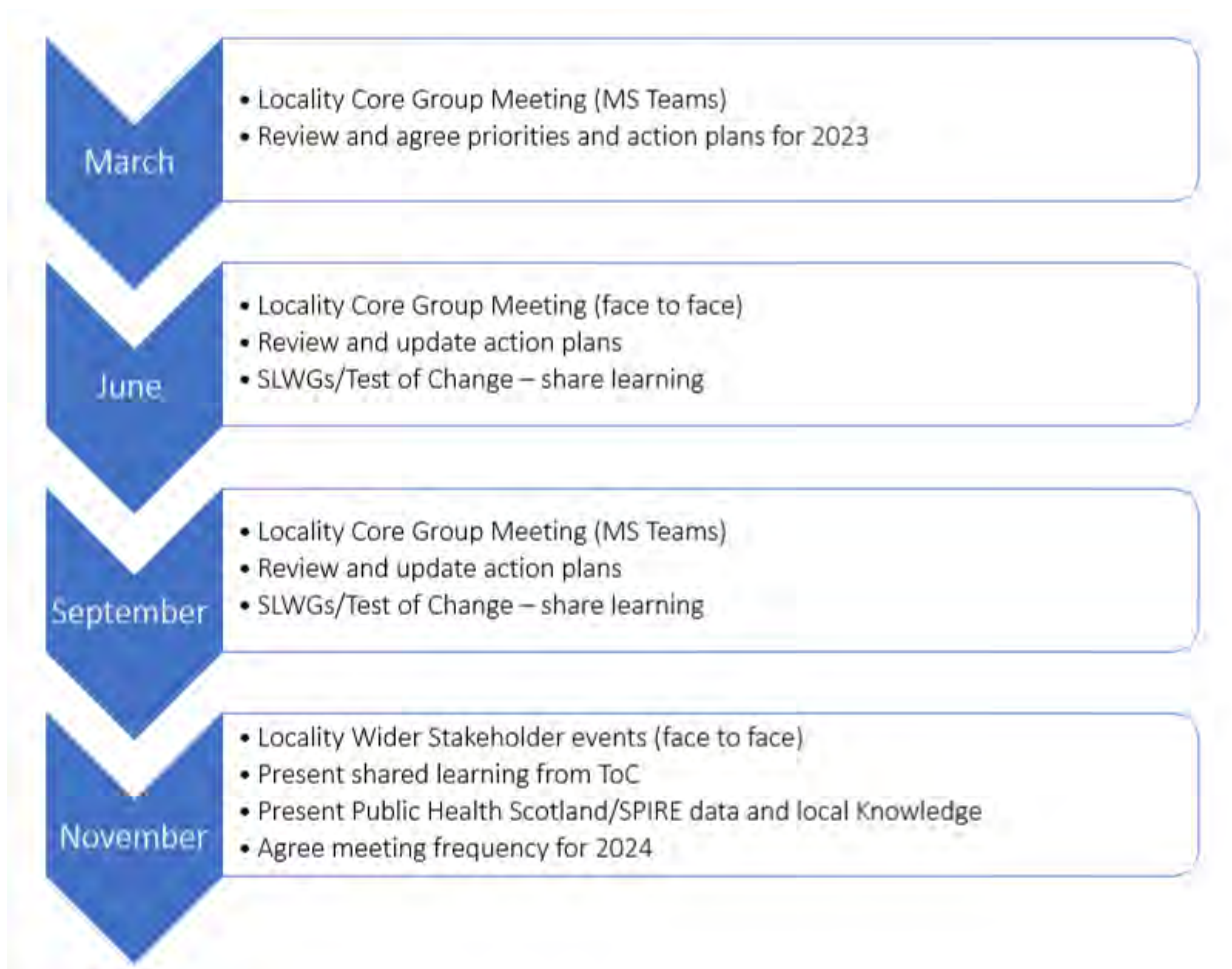 March
• Locality Core Group Meeting (MS Teams)
• Review and agree priorities and action plans for 2023
June
• Locality Core Group Meeting (face to face)
• Review and update action plans
• SLWGs/Test of Change – share learning
September
• Locality Core Group Meeting (MS Teams)
• Review and update action plans
• SLWGs/Test of Change – share learning
November
• Locality Wider Stakeholder events (face to face)
• Present shared learning from ToC
• Present Public Health Scotland/SPIRE data and local Knowledge
• Agree meeting frequency for 2024